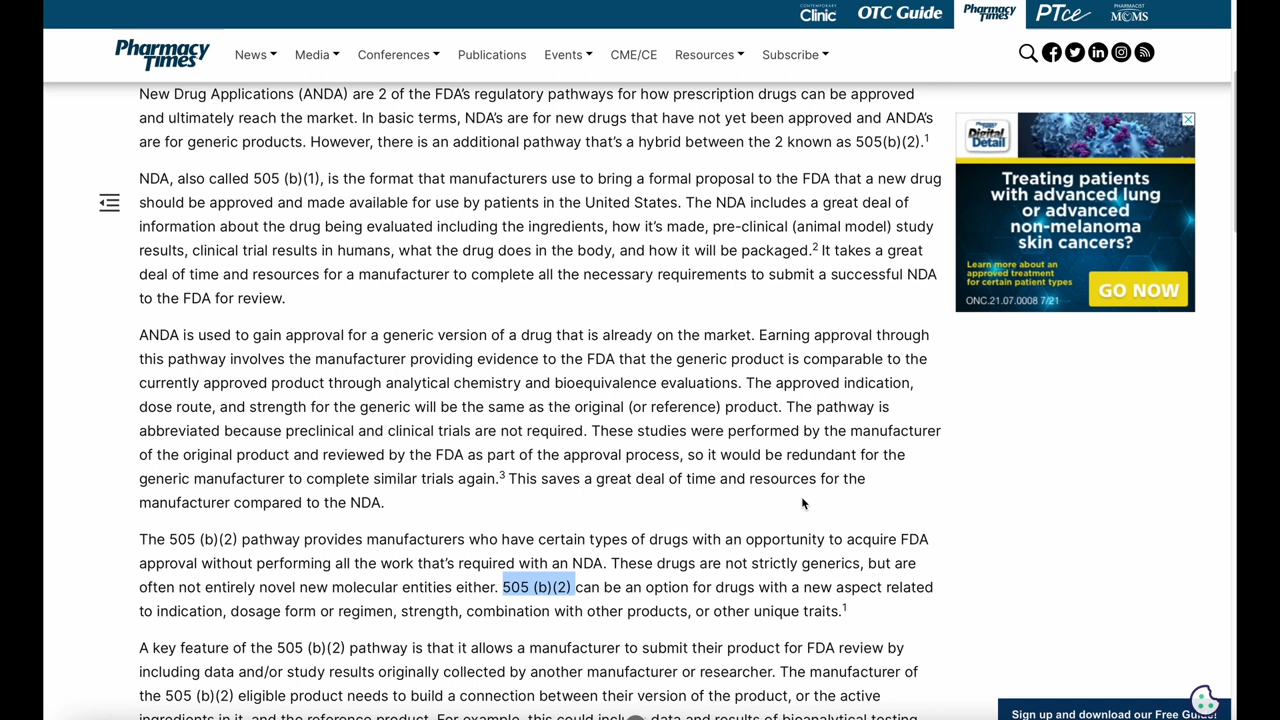 CONTEMPORARY
Clinic
OTC Guide
Pharmacy
Times
PTce
PHARMACIST
MOMS
Pharmacy
Times
News
Media
Conferences
Publications
Events
CME/CE
Resources
Subscribe
New Drug Applications (ANDA) are 2 of the FDA's regulatory pathways for how prescription drugs can be approved
and ultimately reach the market. In basic terms, NDA's are for new drugs that have not yet been approved and ANDA's
are for generic products. However, there is an additional pathway that's a hybrid between the 2 known as 505(b)(2).1
NDA, also called 505 (b)(1), is the format that manufacturers use to bring a formal proposal to the FDA that a new drug
should be approved and made available for use by patients in the United States. The NDA includes a great deal of
information about the drug being evaluated including the ingredients, how it's made, pre-clinical (animal model) study
results, clinical trial results in humans, what the drug does in the body, and how it will be packaged.2 It takes a great
deal of time and resources for a manufacturer to complete all the necessary requirements to submit a successful NDA
to the FDA for review.
ANDA is used to gain approval for a generic version of a drug that is already on the market. Earning approval through
this pathway involves the manufacturer providing evidence to the FDA that the generic product is comparable to the
currently approved product through analytical chemistry and bioequivalence evaluations. The approved indication,
dose route, and strength for the generic will be the same as the original (or reference) product. The pathway is
abbreviated because preclinical and clinical trials are not required. These studies were performed by the manufacturer
of the original product and reviewed by the FDA as part of the approval process, so it would be redundant for the
generic manufacturer to complete similar trials again.3 This saves a great deal of time and resources for the
manufacturer compared to the NDA.
The 505 (b)(2) pathway provides manufacturers who have certain types of drugs with an opportunity to acquire FDA
approval without performing all the work that's required with an NDA. These drugs are not strictly generics, but are
often not entirely novel new molecular entities either. 505 (b)(2) can be an option for drugs with a new aspect related
to indication, dosage form or regimen, strength, combination with other products, or other unique traits.1
A key feature of the 505 (b)(2) pathway is that it allows a manufacturer to submit their product for FDA review by
including data and/or study results originally collected by another manufacturer or researcher. The manufacturer of
the 505 (b)(2) eligible product needs to build a connection between their version of the product, or the active
ingredients in it, and the reference product. For example, this could include data and results of bioanalytical testing
Pharmacy Times
Digital
Detail
Treating patients
with advanced lung
or advanced
non-melanoma
skin cancers?
Learn more about an
approved treatment
for certain patient types
GO NOW
ONC.21.07.0008 7/21
Sign up and download our Free Guide!